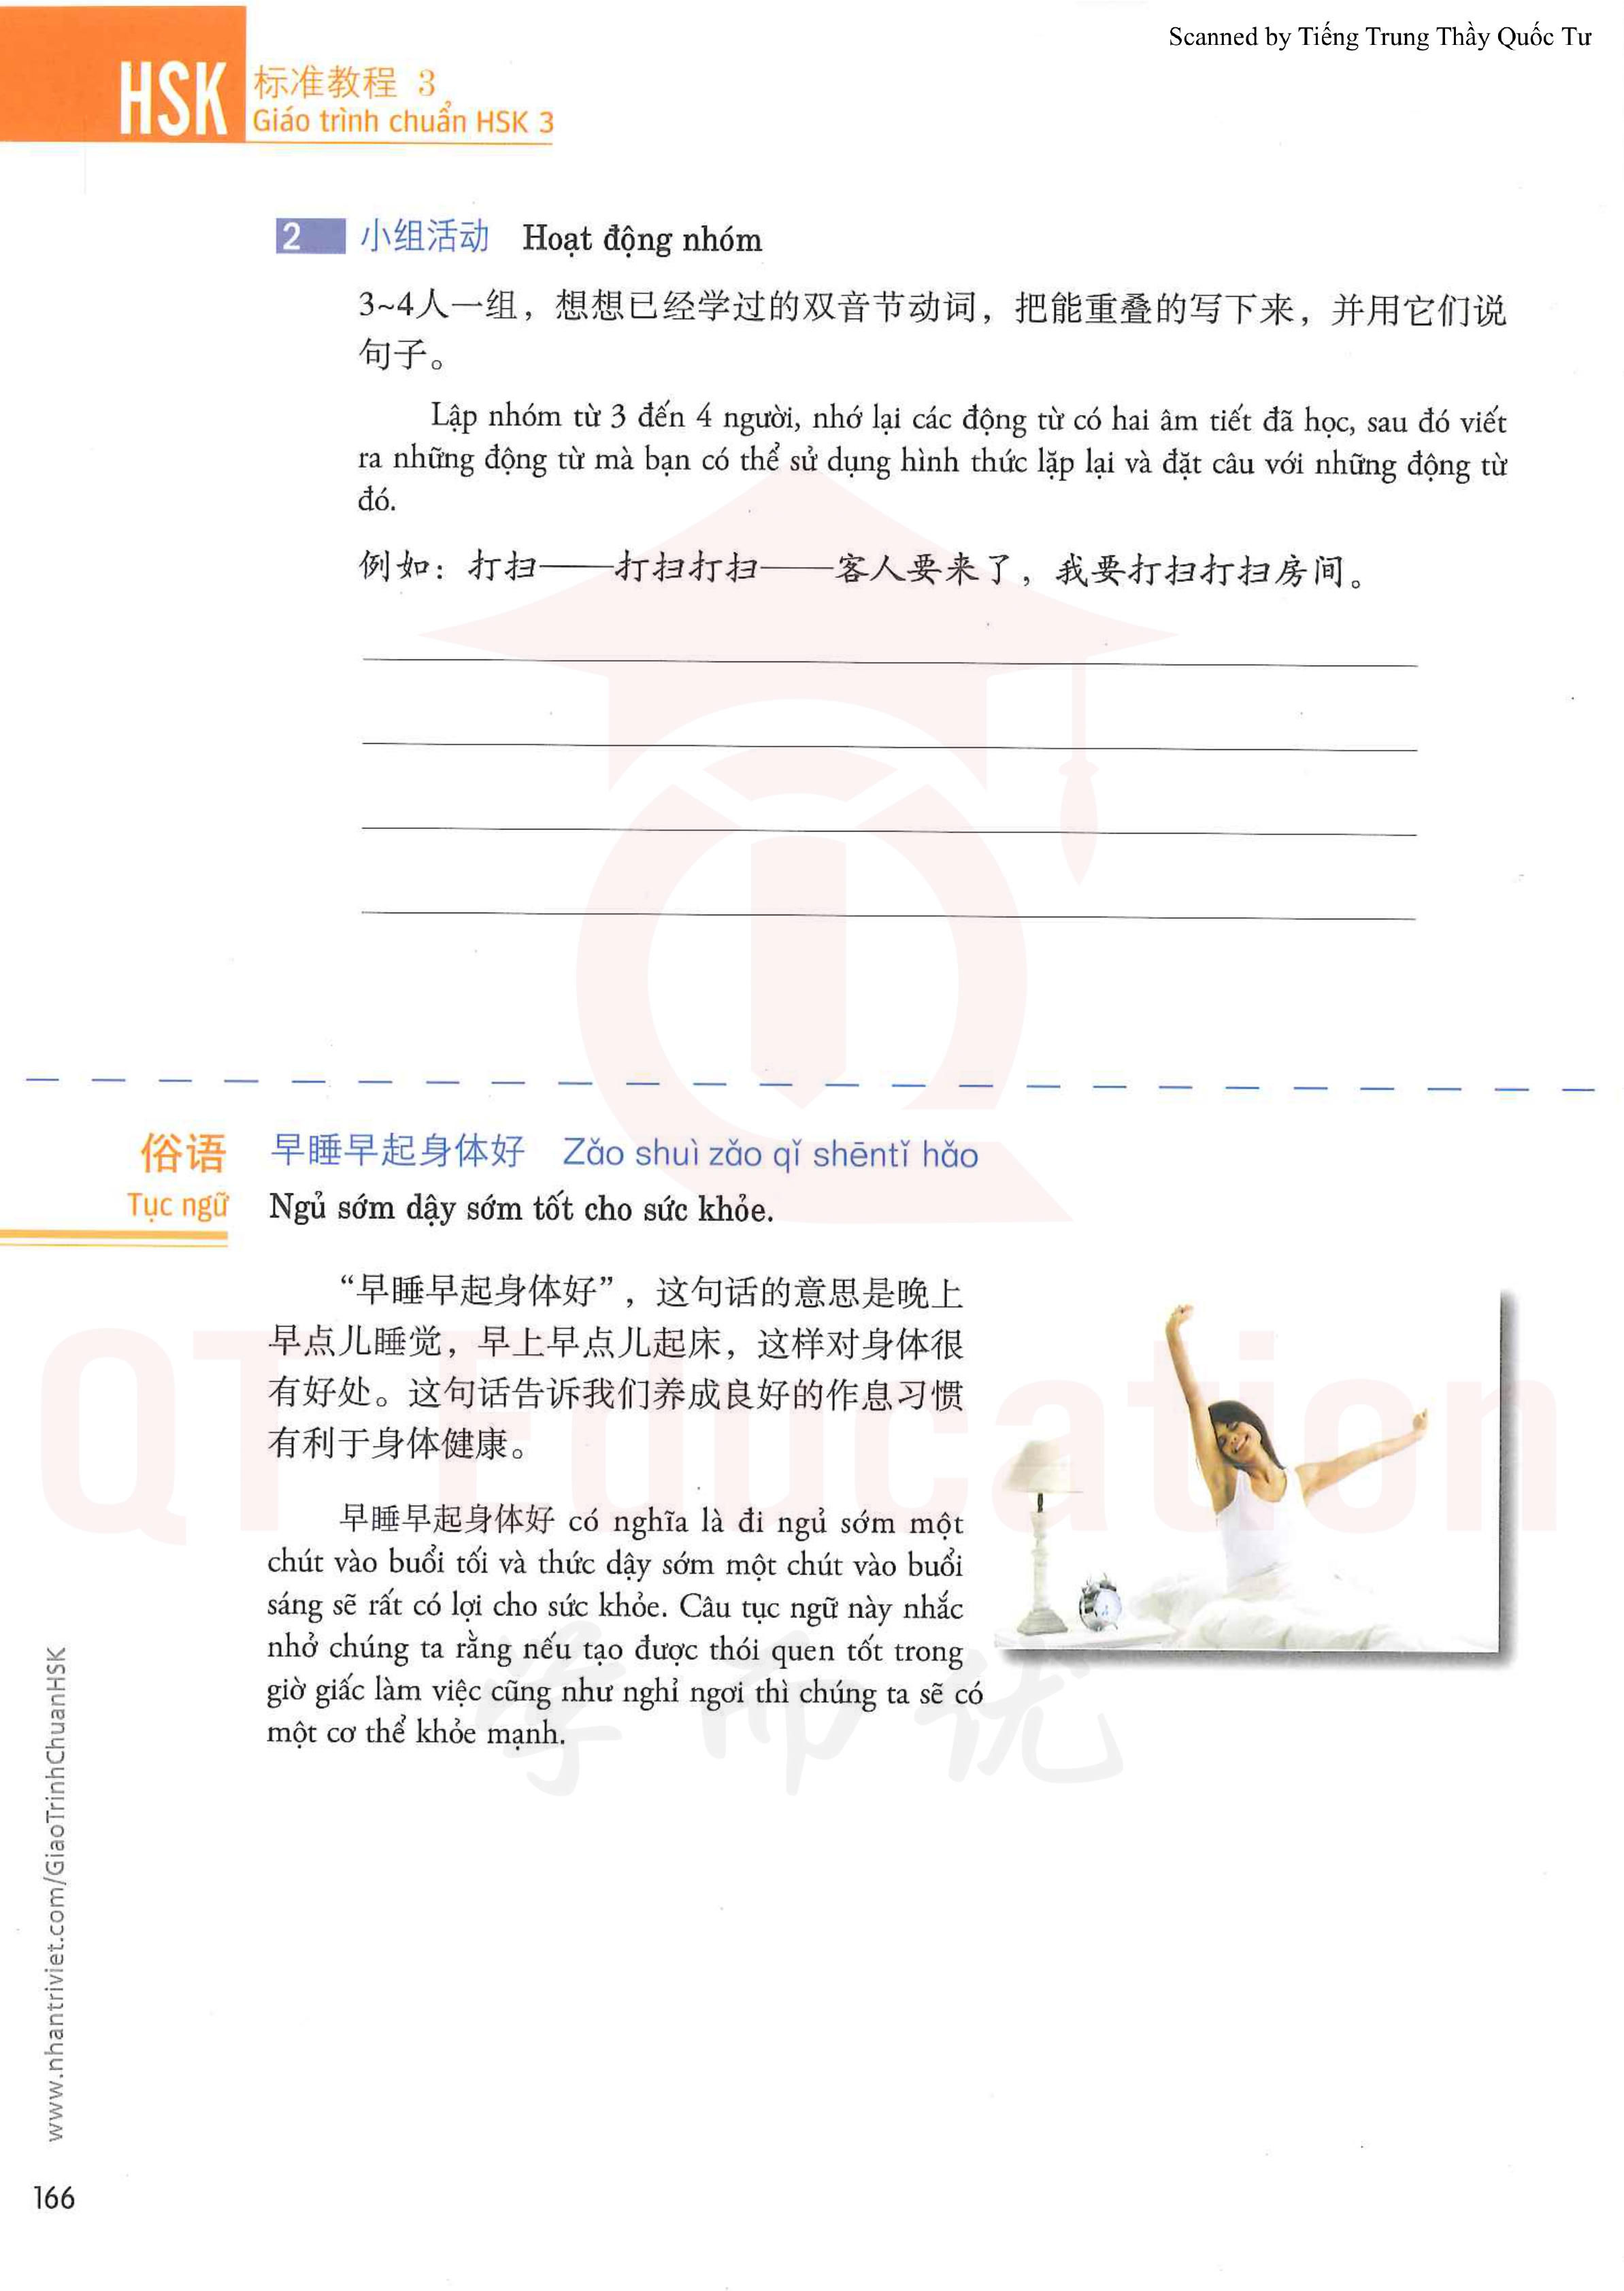 Scanned by Tiếng Trung Thầy Quốc Tư
HSK 标准教程 3
Giáo trình chuẩn HSK 3
2 小组活动 Hoạt động nhóm
3~4人一组，想想已经学过的双音节动词，把能重叠的写下来，并用它们说
句子。
Lập nhóm từ 3 đến 4 người, nhớ lại các động từ có hai âm tiết đã học, sau đó viết
ra những động từ mà bạn có thể sử dụng hình thức lặp lại và đặt câu với những động từ
đó.
例如：打扫——打扫打扫——客人要来了，我要打扫打扫房间。
俗语 早睡早起身体好 Zǎo shuì zǎo qǐ shēntǐ hǎo
Tục ngữ Ngủ sớm dậy sớm tốt cho sức khỏe.
“早睡早起身体好”，这句话的意思是晚上
早点儿睡觉，早上早点儿起床，这样对身体很
有好处。这句话告诉我们养成良好的作息习惯
有利于身体健康。
早睡早起身体好 có nghĩa là đi ngủ sớm một
chút vào buổi tối và thức dậy sớm một chút vào buổi
sáng sẽ rất có lợi cho sức khỏe. Câu tục ngữ này nhắc
nhở chúng ta rằng nếu tạo được thói quen tốt trong
giờ giấc làm việc cũng như nghỉ ngơi thì chúng ta sẽ có
một cơ thể khỏe mạnh.
QT Education
学而优
www.nhantriviet.com/GiaoTrinhChuanHSK
166